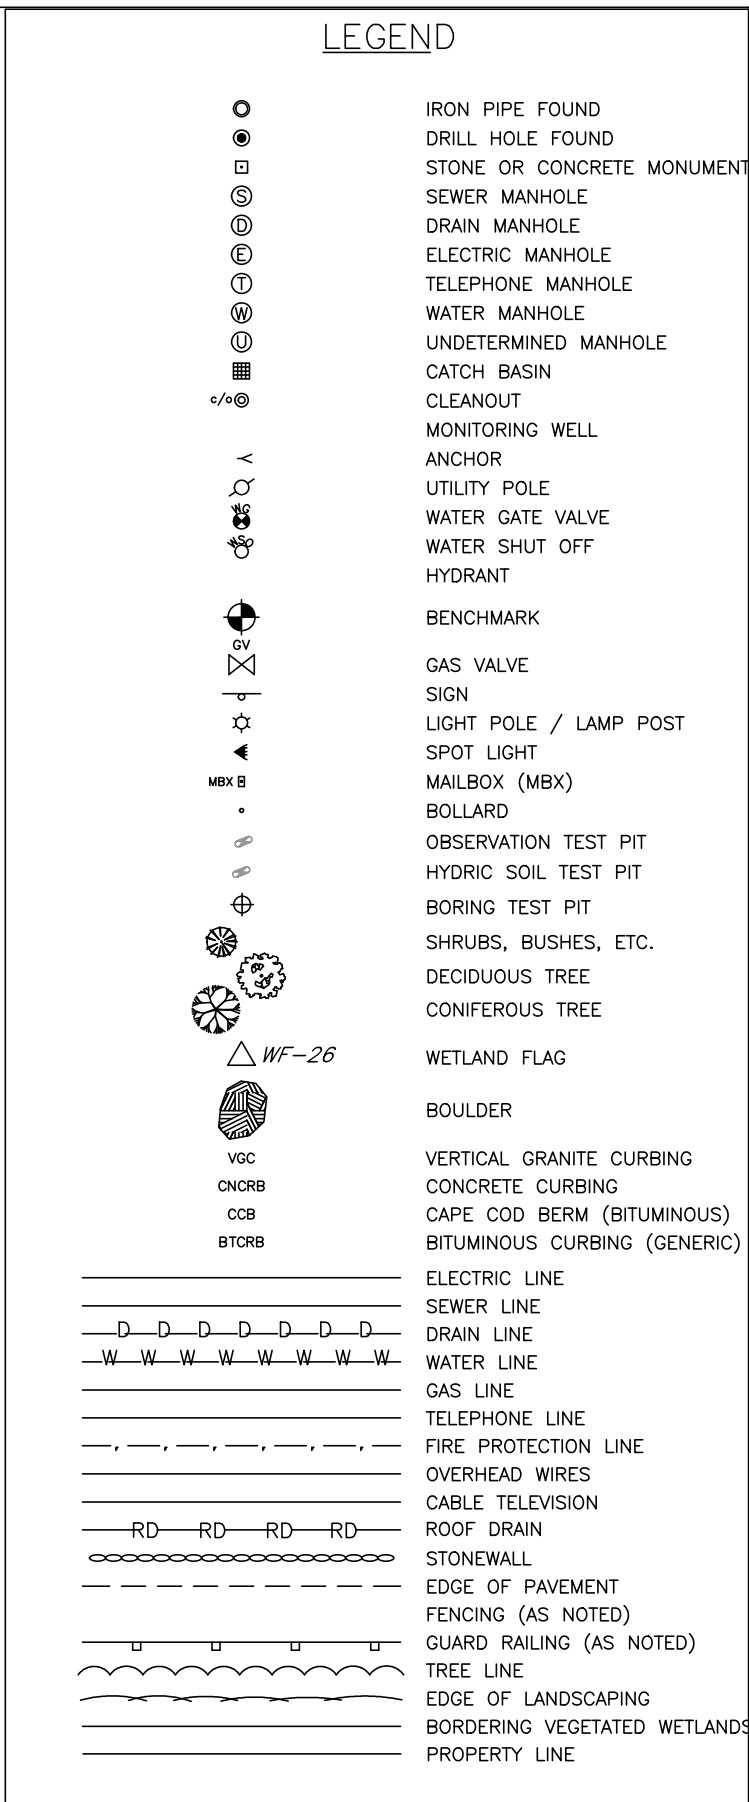 LEGEND
IRON PIPE FOUND
DRILL HOLE FOUND
STONE OR CONCRETE MONUMENT
S SEWER MANHOLE
D DRAIN MANHOLE
E ELECTRIC MANHOLE
T TELEPHONE MANHOLE
W WATER MANHOLE
U UNDETERMINED MANHOLE
CATCH BASIN
c/o CLEANOUT
MONITORING WELL
ANCHOR
UTILITY POLE
WG WATER GATE VALVE
WSO WATER SHUT OFF
HYDRANT
BENCHMARK
GV
GAS VALVE
SIGN
LIGHT POLE / LAMP POST
SPOT LIGHT
MBX MAILBOX (MBX)
BOLLARD
OBSERVATION TEST PIT
HYDRIC SOIL TEST PIT
BORING TEST PIT
SHRUBS, BUSHES, ETC.
DECIDUOUS TREE
CONIFEROUS TREE
WF-26 WETLAND FLAG
BOULDER
VGC VERTICAL GRANITE CURBING
CNCRB CONCRETE CURBING
CCB CAPE COD BERM (BITUMINOUS)
BTCRB BITUMINOUS CURBING (GENERIC)
ELECTRIC LINE
SEWER LINE
D D D D D D D DRAIN LINE
W W W W W W W W WATER LINE
GAS LINE
TELEPHONE LINE
FIRE PROTECTION LINE
OVERHEAD WIRES
CABLE TELEVISION
RD RD RD RD ROOF DRAIN
STONEWALL
EDGE OF PAVEMENT
FENCING (AS NOTED)
GUARD RAILING (AS NOTED)
TREE LINE
EDGE OF LANDSCAPING
BORDERING VEGETATED WETLANDS
PROPERTY LINE